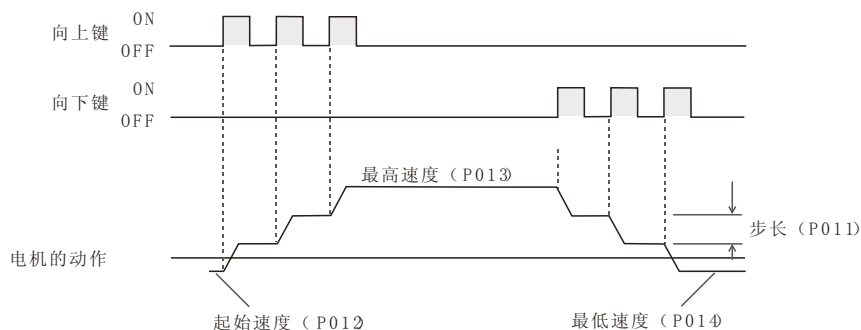 向上键
ON
OFF
向下键
ON
OFF
最高速度（P013）
步长（P011）
电机的动作
起始速度（P012）
最低速度（P014）